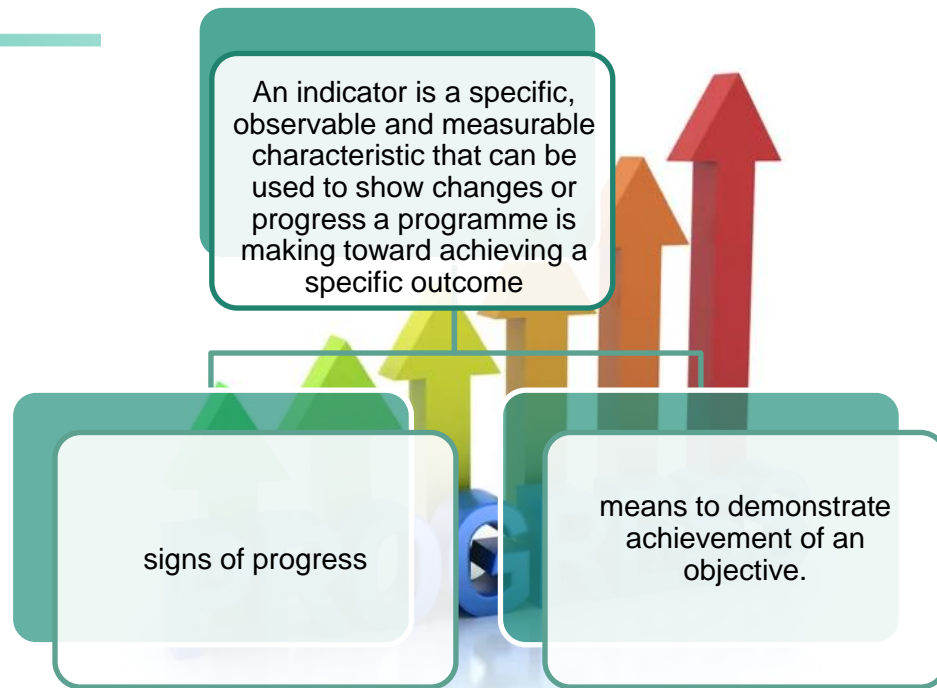 An indicator is a specific,
observable and measurable
characteristic that can be
used to show changes or
progress a programme is
making toward achieving a
specific outcome
signs of progress
means to demonstrate
achievement of an
objective.
PROGRESS